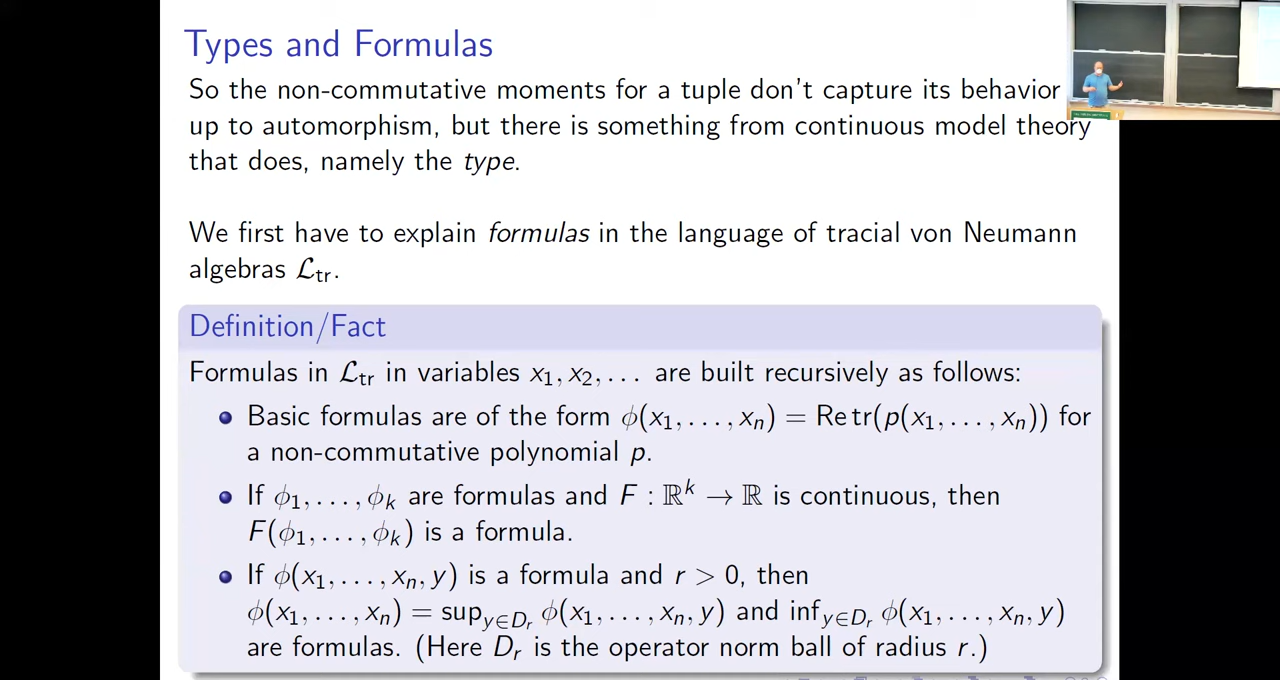 Types and Formulas
So the non-commutative moments for a tuple don't capture its behavior
up to automorphism, but there is something from continuous model theory
that does, namely the type.
We first have to explain formulas in the language of tracial von Neumann
algebras ℒ_tr.
Definition/Fact
Formulas in ℒ_tr in variables x₁, x₂, ... are built recursively as follows:
Basic formulas are of the form ϕ(x₁, ..., xₙ) = Re tr(p(x₁, ..., xₙ)) for
a non-commutative polynomial p.
If ϕ₁, ..., ϕₖ are formulas and F : ℝᵏ → ℝ is continuous, then
F(ϕ₁, ..., ϕₖ) is a formula.
If ϕ(x₁, ..., xₙ, y) is a formula and r > 0, then
ϕ(x₁, ..., xₙ) = sup_{y∈D_r} ϕ(x₁, ..., xₙ, y) and inf_{y∈D_r} ϕ(x₁, ..., xₙ, y)
are formulas. (Here D_r is the operator norm ball of radius r.)